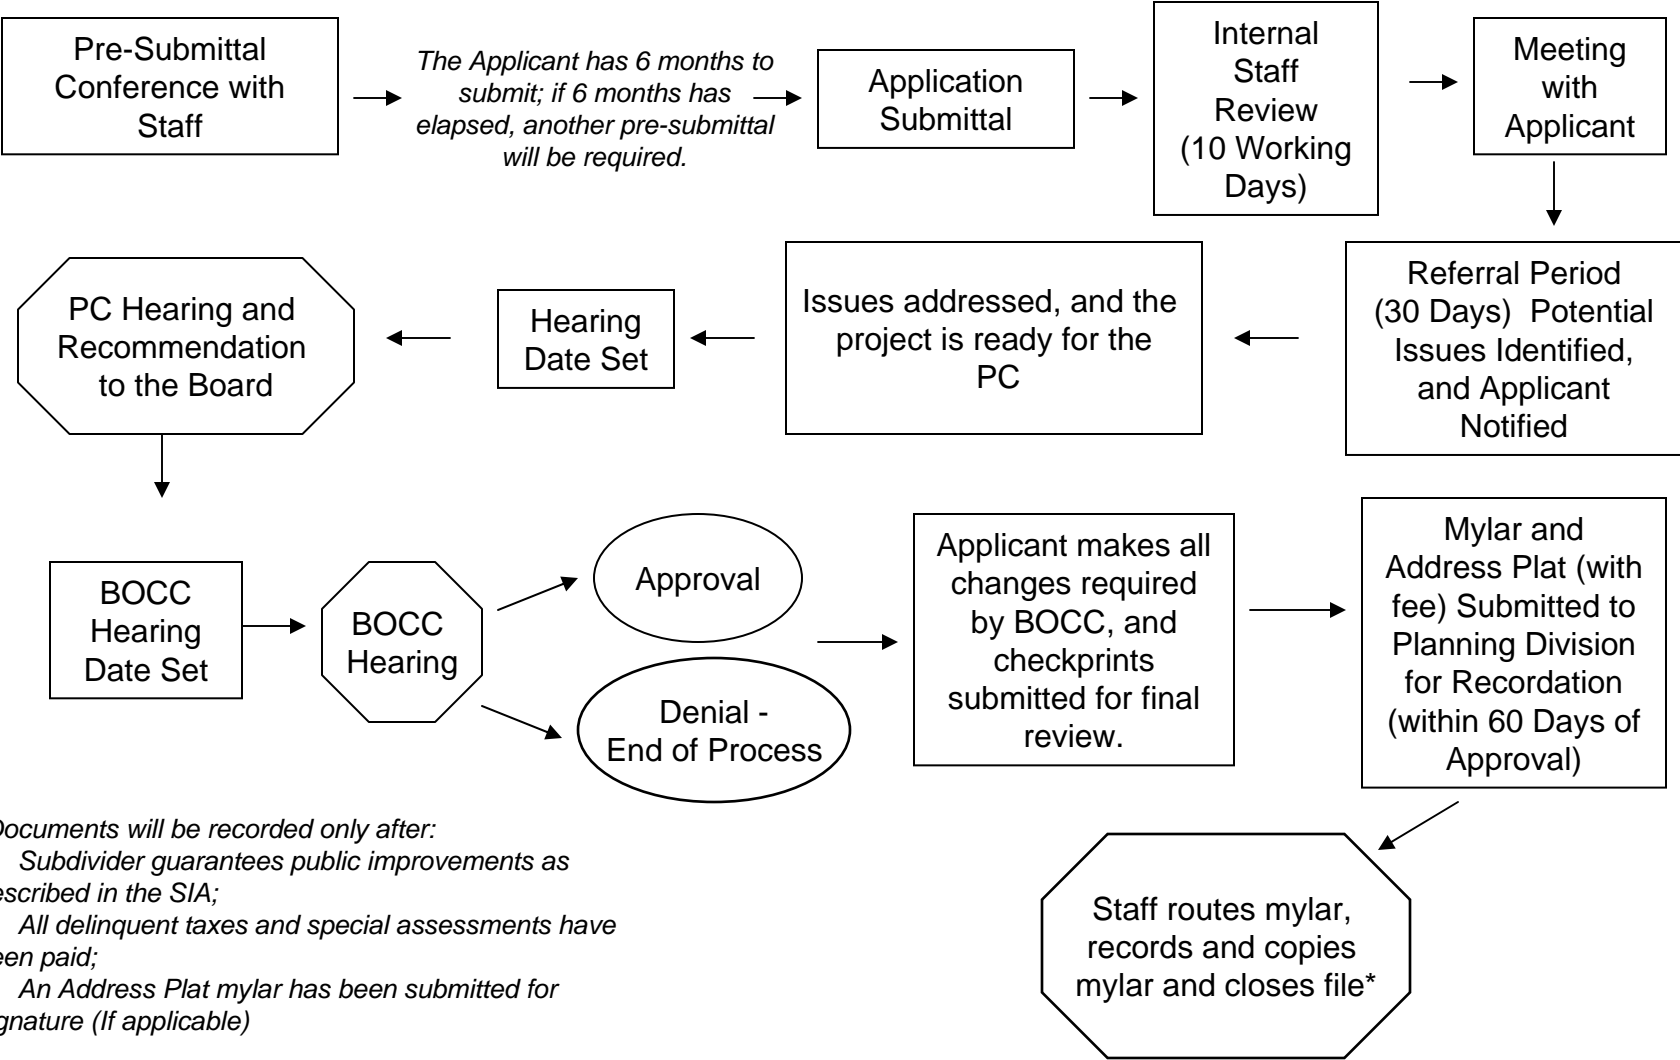 Pre-Submittal
Conference with
Staff
The Applicant has 6 months to
submit; if 6 months has
elapsed, another pre-submittal
will be required.
Application
Submittal
Internal
Staff
Review
(10 Working
Days)
Meeting
with
Applicant
Referral Period
(30 Days)  Potential
Issues Identified,
and Applicant
Notified
Issues addressed, and the
project is ready for the
PC
Hearing
Date Set
PC Hearing and
Recommendation
to the Board
BOCC
Hearing
Date Set
BOCC
Hearing
Approval
Denial -
End of Process
Applicant makes all
changes required
by BOCC, and
checkprints
submitted for final
review.
Mylar and
Address Plat (with
fee) Submitted to
Planning Division
for Recordation
(within 60 Days of
Approval)
Staff routes mylar,
records and copies
mylar and closes file*
Documents will be recorded only after:
Subdivider guarantees public improvements as
escribed in the SIA;
All delinquent taxes and special assessments have
een paid;
An Address Plat mylar has been submitted for
gnature (If applicable)